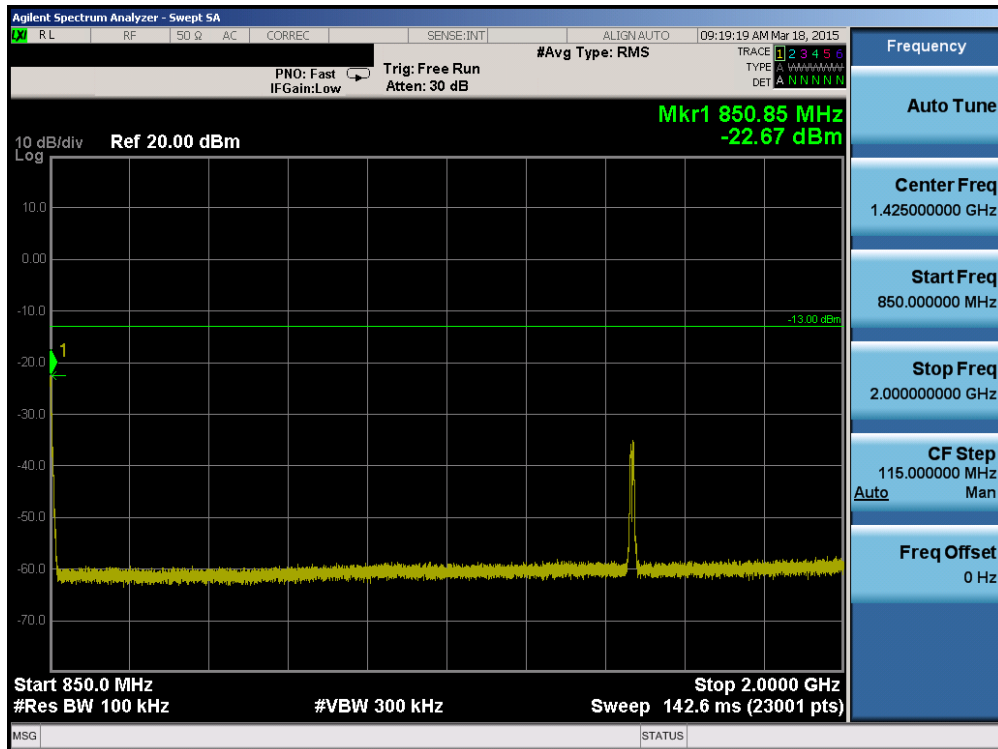 Agilent Spectrum Analyzer - Swept SA
LXI RL RF 50 Ω AC CORREC SENSE:INT ALIGN AUTO 09:19:19 AM Mar 18, 2015
#Avg Type: RMS TRACE 1 2 3 4 5 6
PNO: Fast Trig: Free Run TYPE A WWWWW
IFGain:Low Atten: 30 dB DET A N N N N N
Mkr1 850.85 MHz
10 dB/div Ref 20.00 dBm -22.67 dBm
Log
10.0
0.00
-10.0
-13.00 dBm
1
-20.0
-30.0
-40.0
-50.0
-60.0
-70.0
Start 850.0 MHz Stop 2.0000 GHz
#Res BW 100 kHz #VBW 300 kHz Sweep 142.6 ms (23001 pts)
MSG STATUS
Frequency
Auto Tune
Center Freq
1.425000000 GHz
Start Freq
850.000000 MHz
Stop Freq
2.000000000 GHz
CF Step
115.000000 MHz
Auto Man
Freq Offset
0 Hz